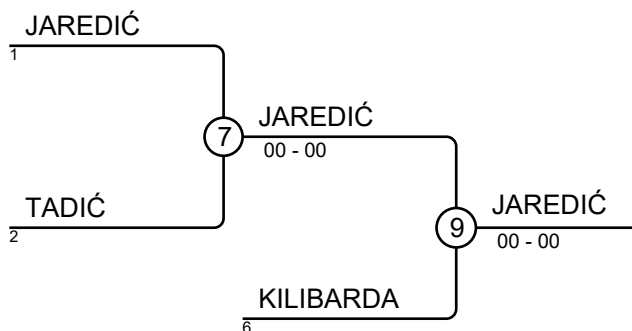 JAREDIĆ
1
7
JAREDIĆ
00 - 00
TADIĆ
2
9
JAREDIĆ
00 - 00
KILIBARDA
6